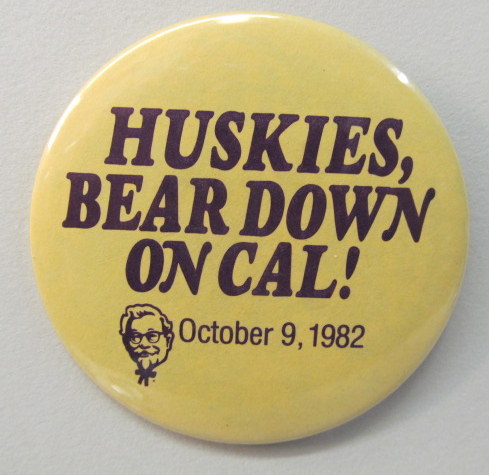 HUSKIES,
BEAR DOWN
ON CAL!
October 9, 1982